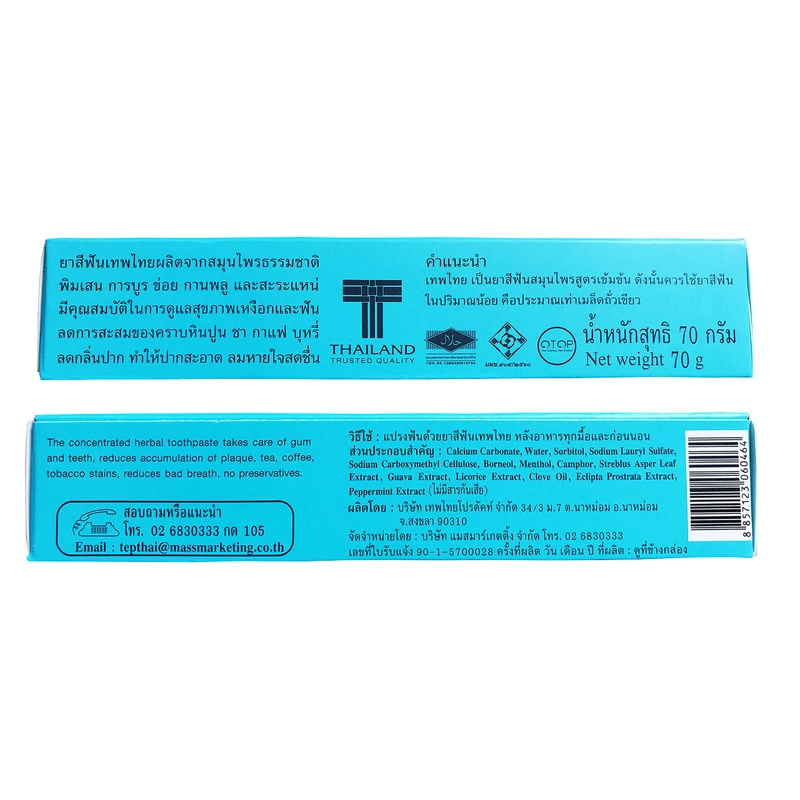 ยาสีฟันเทพไทยผลิตจากสมุนไพรธรรมชาติ
พิมเสน การบูร ข่อย กานพลู และสะระแหน่
มีคุณสมบัติในการดูแลสุขภาพเหงือกและฟัน
ลดการสะสมของคราบหินปูน ชา กาแฟ บุหรี่
ลดกลิ่นปาก ทำให้ปากสะอาด ลมหายใจสดชื่น
THAILAND
TRUSTED QUALITY
คำแนะนำ
เทพไทย เป็นยาสีฟันสมุนไพรสูตรเข้มข้น ดังนั้นควรใช้ยาสีฟัน
ในปริมาณน้อย คือประมาณเท่าเมล็ดถั่วเขียว
OTOP
น้ำหนักสุทธิ 70 กรัม
Net weight 70 g
The concentrated herbal toothpaste takes care of gum
and teeth, reduces accumulation of plaque, tea, coffee,
tobacco stains, reduces bad breath, no preservatives.
สอบถามหรือแนะนำ
โทร. 02 6830333 กด 105
Email : tepthai@massmarketing.co.th
วิธีใช้ : แปรงฟันด้วยยาสีฟันเทพไทย หลังอาหารทุกมื้อและก่อนนอน
ส่วนประกอบสำคัญ : Calcium Carbonate, Water, Sorbitol, Sodium Lauryl Sulfate,
Sodium Carboxymethyl Cellulose, Borneol, Menthol, Camphor, Streblus Asper Leaf
Extract, Guava Extract, Licorice Extract, Clove Oil, Eclipta Prostrata Extract,
Peppermint Extract (ไม่มีสารกันเสีย)
ผลิตโดย : บริษัท เทพไทยโปรดัคท์ จำกัด 34/3 ม.7 ต.นาหม่อม อ.นาหม่อม
จ.สงขลา 90310
จัดจำหน่ายโดย : บริษัท แมสมาร์เกตติ้ง จำกัด โทร. 02 6830333
เลขที่ใบรับแจ้ง 90-1-5700028 ครั้งที่ผลิต วัน เดือน ปี ที่ผลิต : ดูที่ข้างกล่อง
8 857123 060464